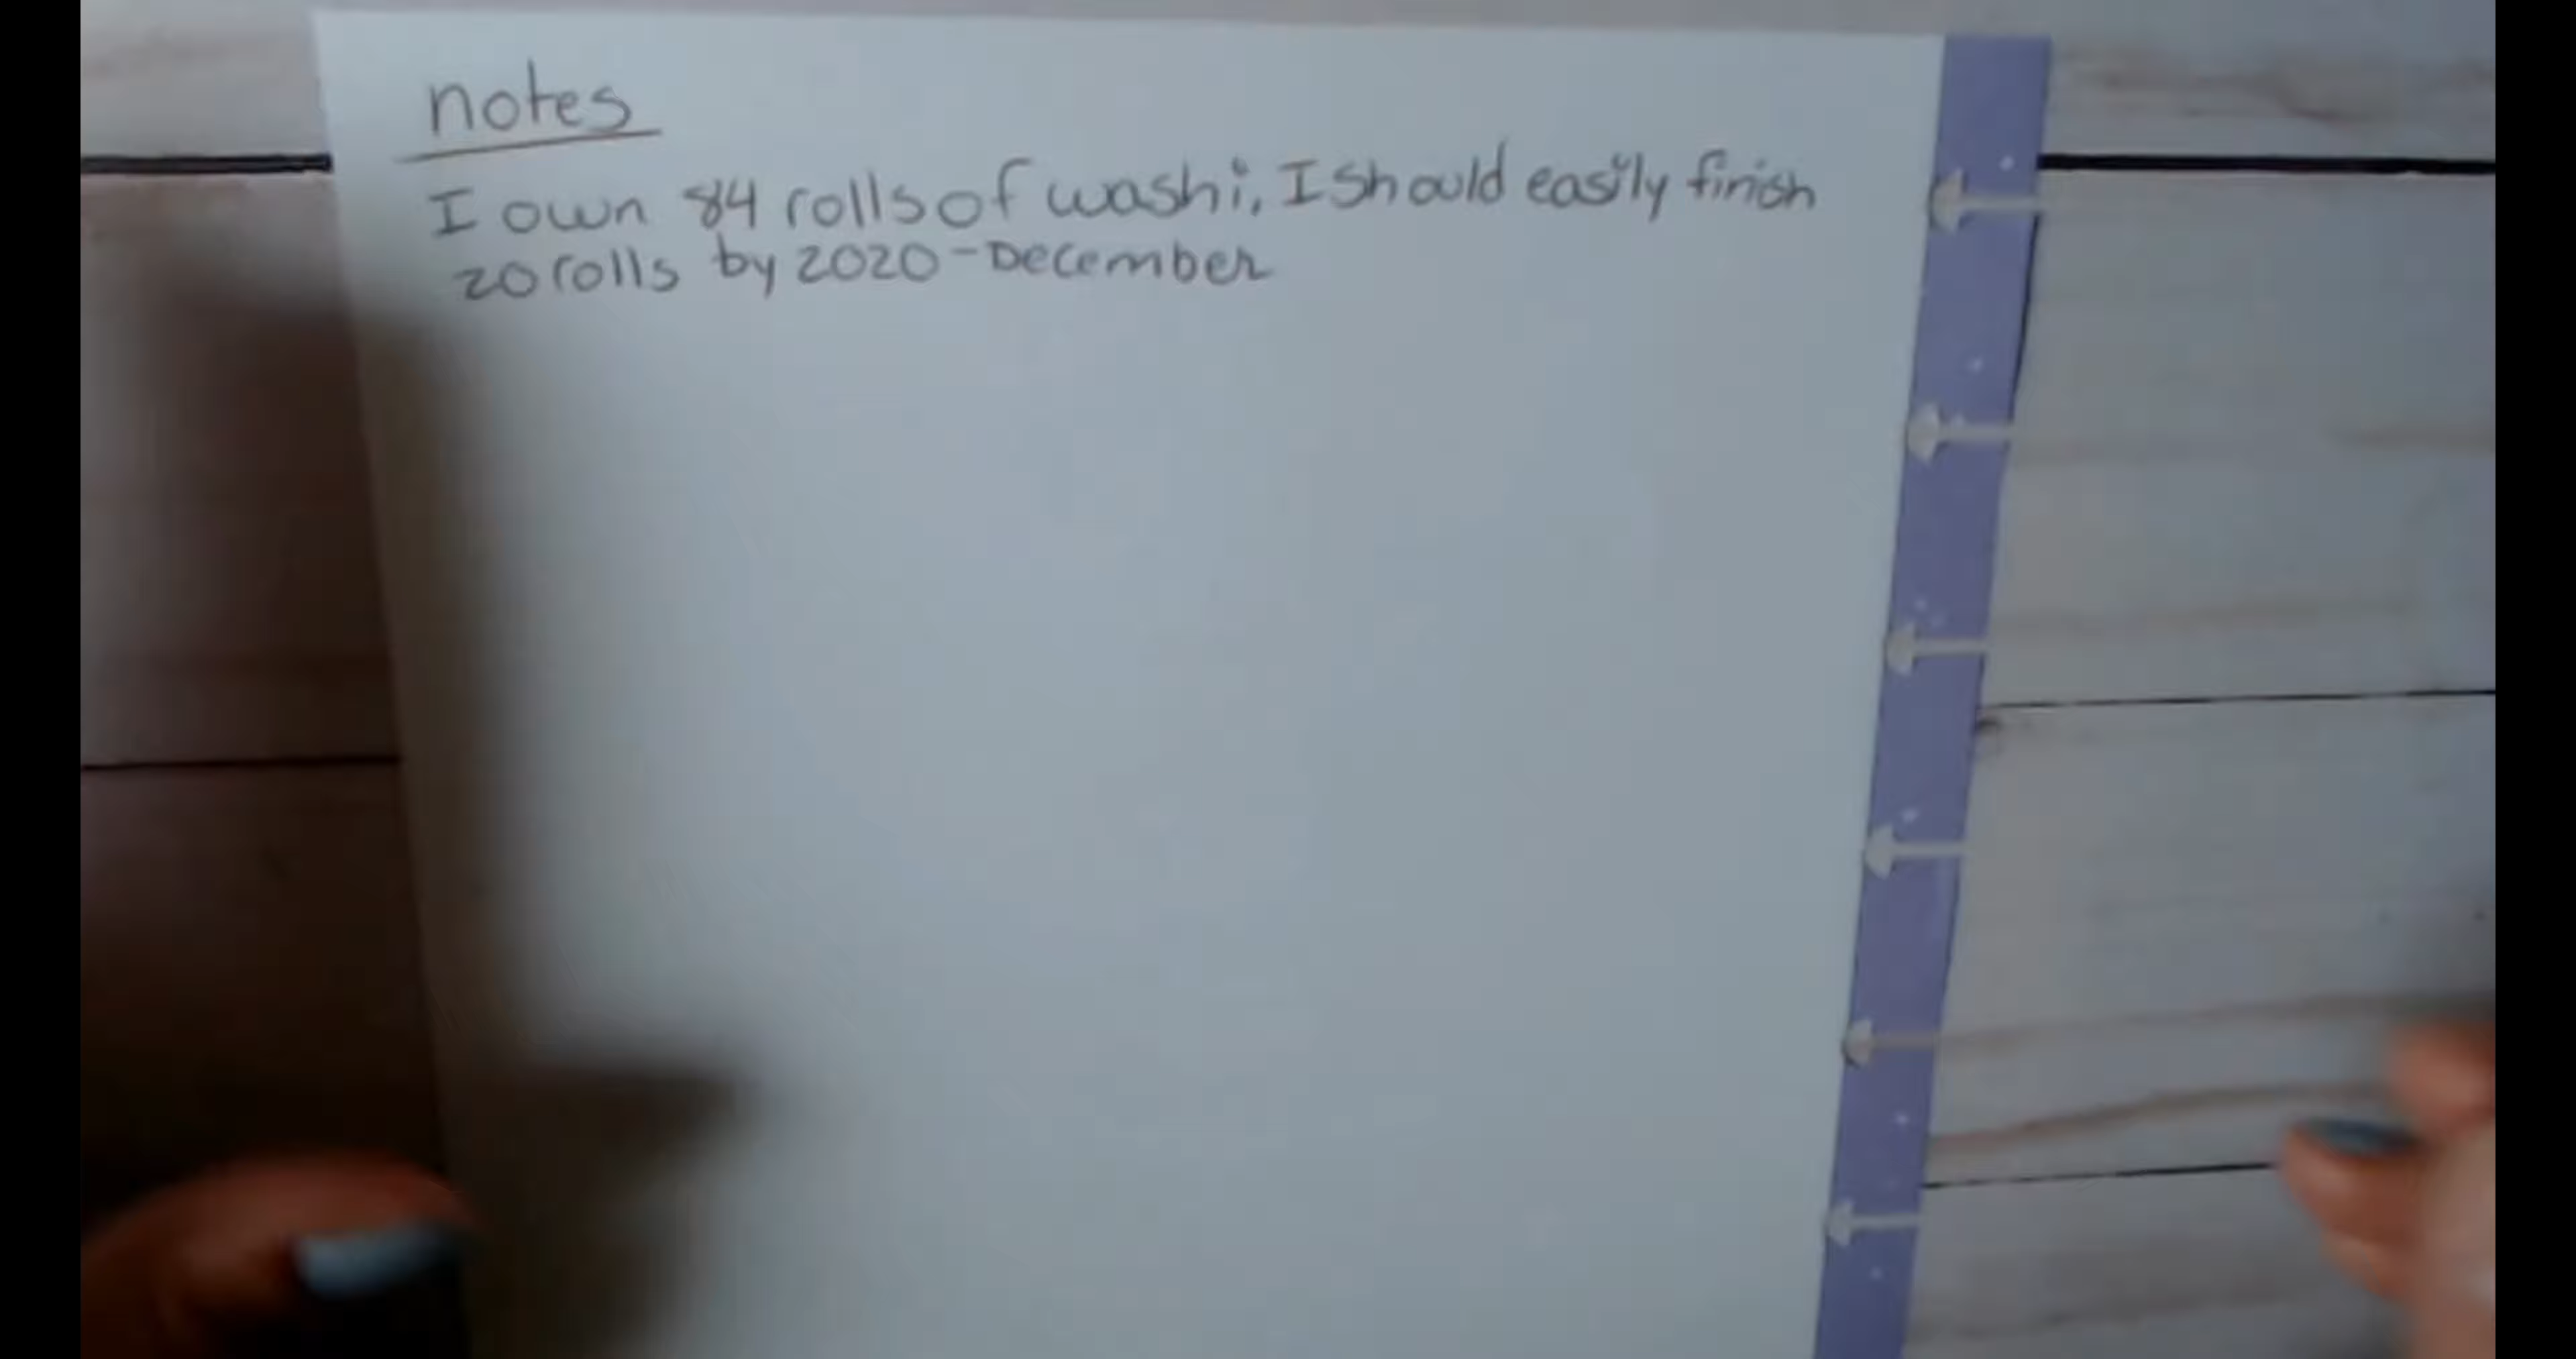 notes
I own 84 rolls of washi, I should easily finish
20 rolls by 2020 - December